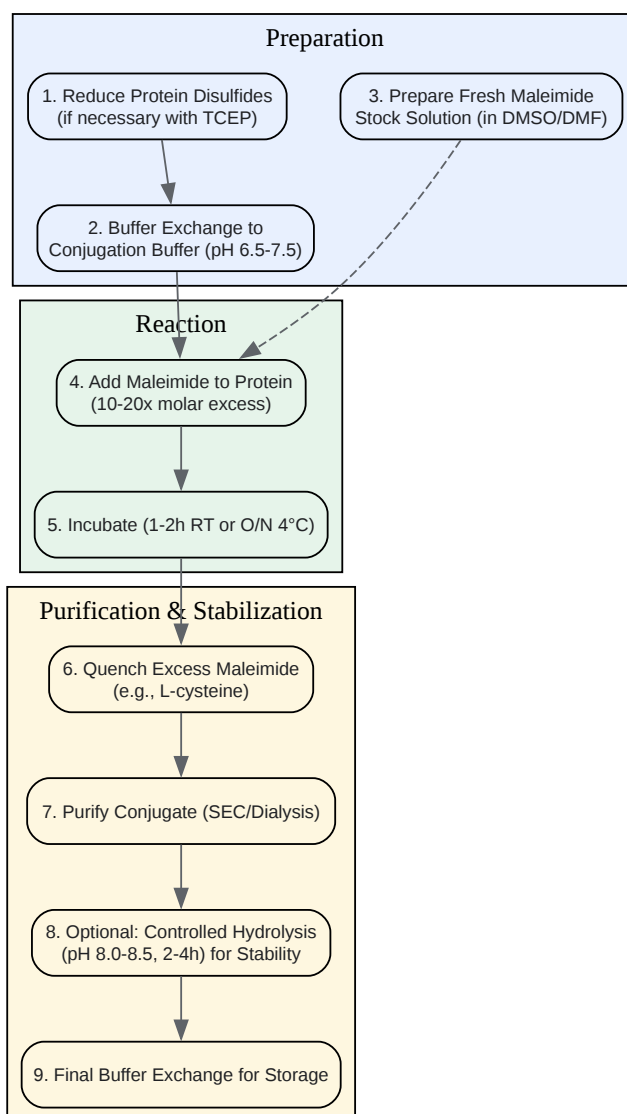 Preparation
1. Reduce Protein Disulfides
(if necessary with TCEP)
3. Prepare Fresh Maleimide
Stock Solution (in DMSO/DMF)
2. Buffer Exchange to
Conjugation Buffer (pH 6.5-7.5)
Reaction
4. Add Maleimide to Protein
(10-20x molar excess)
5. Incubate (1-2h RT or O/N 4°C)
Purification & Stabilization
6. Quench Excess Maleimide
(e.g., L-cysteine)
7. Purify Conjugate (SEC/Dialysis)
8. Optional: Controlled Hydrolysis
(pH 8.0-8.5, 2-4h) for Stability
9. Final Buffer Exchange for Storage